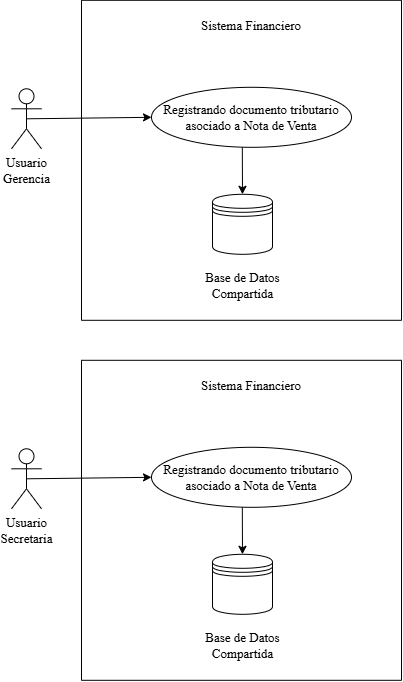 Sistema Financiero
Registrando documento tributario
asociado a Nota de Venta
Usuario
Gerencia
Base de Datos
Compartida
Sistema Financiero
Registrando documento tributario
asociado a Nota de Venta
Usuario
Secretaria
Base de Datos
Compartida